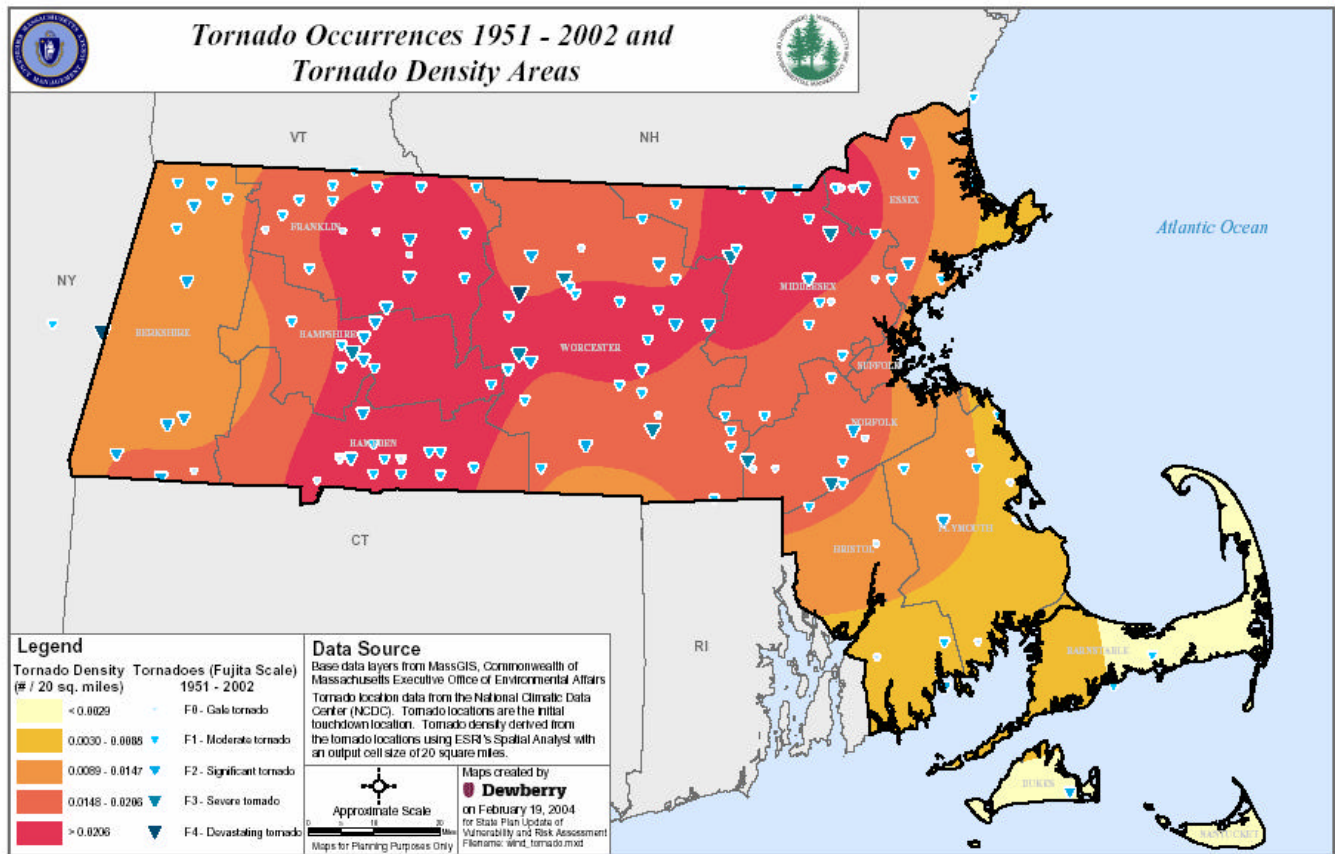 Tornado Occurrences 1951 - 2002 and
Tornado Density Areas
VT
NH
ESSEX
FRANKLIN
Atlantic Ocean
NY
MIDDLESEX
BERKSHIRE
HAMPSHIRE
WORCESTER
SUFFOLK
NORFOLK
HAMPDEN
PLYMOUTH
CT
BRISTOL
RI
BARNSTABLE
DUKES
NANTUCKET
Legend
Tornado Density
(# / 20 sq. miles)
< 0.0029
0.0030 - 0.0088
0.0089 - 0.0147
0.0148 - 0.0206
> 0.0206
Tornadoes (Fujita Scale)
1951 - 2002
F0 - Gale tornado
F1 - Moderate tornado
F2 - Significant tornado
F3 - Severe tornado
F4 - Devastating tornado
Data Source
Base data layers from MassGIS, Commonwealth of
Massachusetts Executive Office of Environmental Affairs
Tornado location data from the National Climatic Data
Center (NCDC). Tornado locations are the initial
touchdown location. Tornado density derived from
the tornado locations using ESRI's Spatial Analyst with
an output cell size of 20 square miles.
Approximate Scale
0 5 10 20
Miles
Maps for Planning Purposes Only
Maps created by
Dewberry
on February 19, 2004
for State Plan Update of
Vulnerability and Risk Assessment
Filename: wind_tornado.mxd